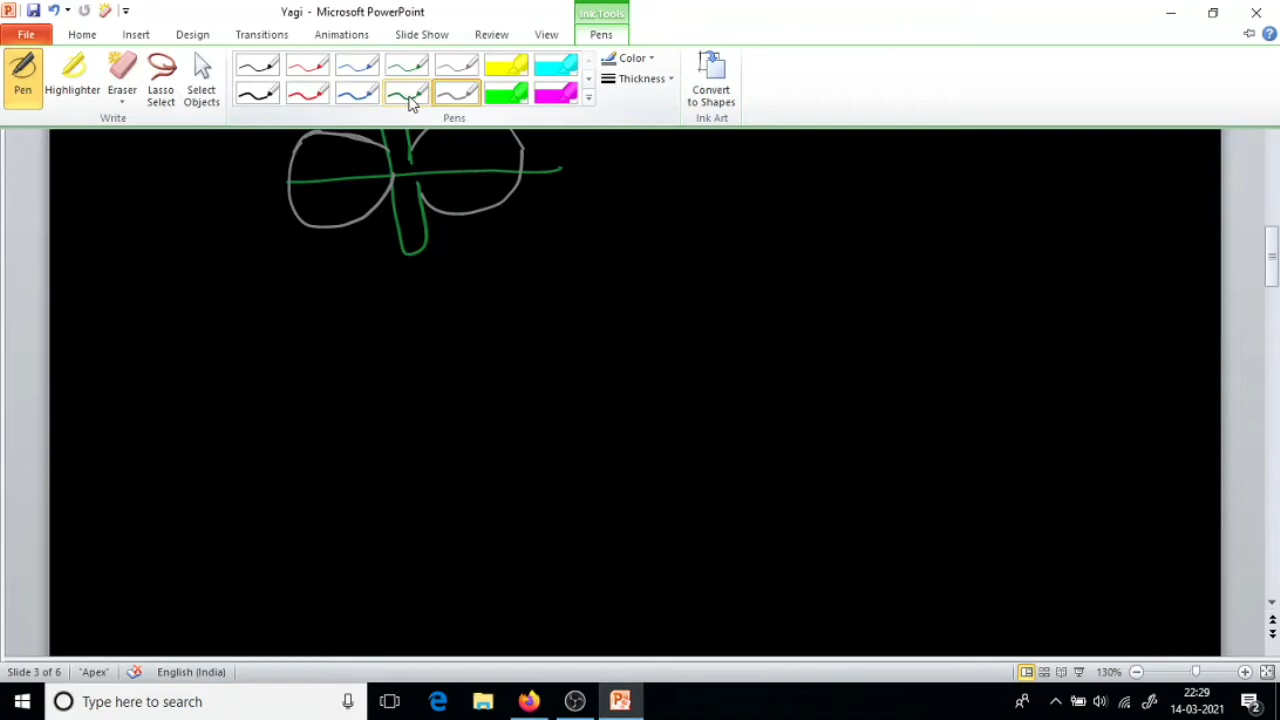 Yagi - Microsoft PowerPoint
Ink Tools
File Home Insert Design Transitions Animations Slide Show Review View Pens
Pen
Highlighter
Eraser
Lasso Select
Select Objects
Color
Thickness
Convert to Shapes
Write
Pens
Ink Art
Slide 3 of 6
"Apex"
English (India)
130%
Type here to search
22:29
14-03-2021
2